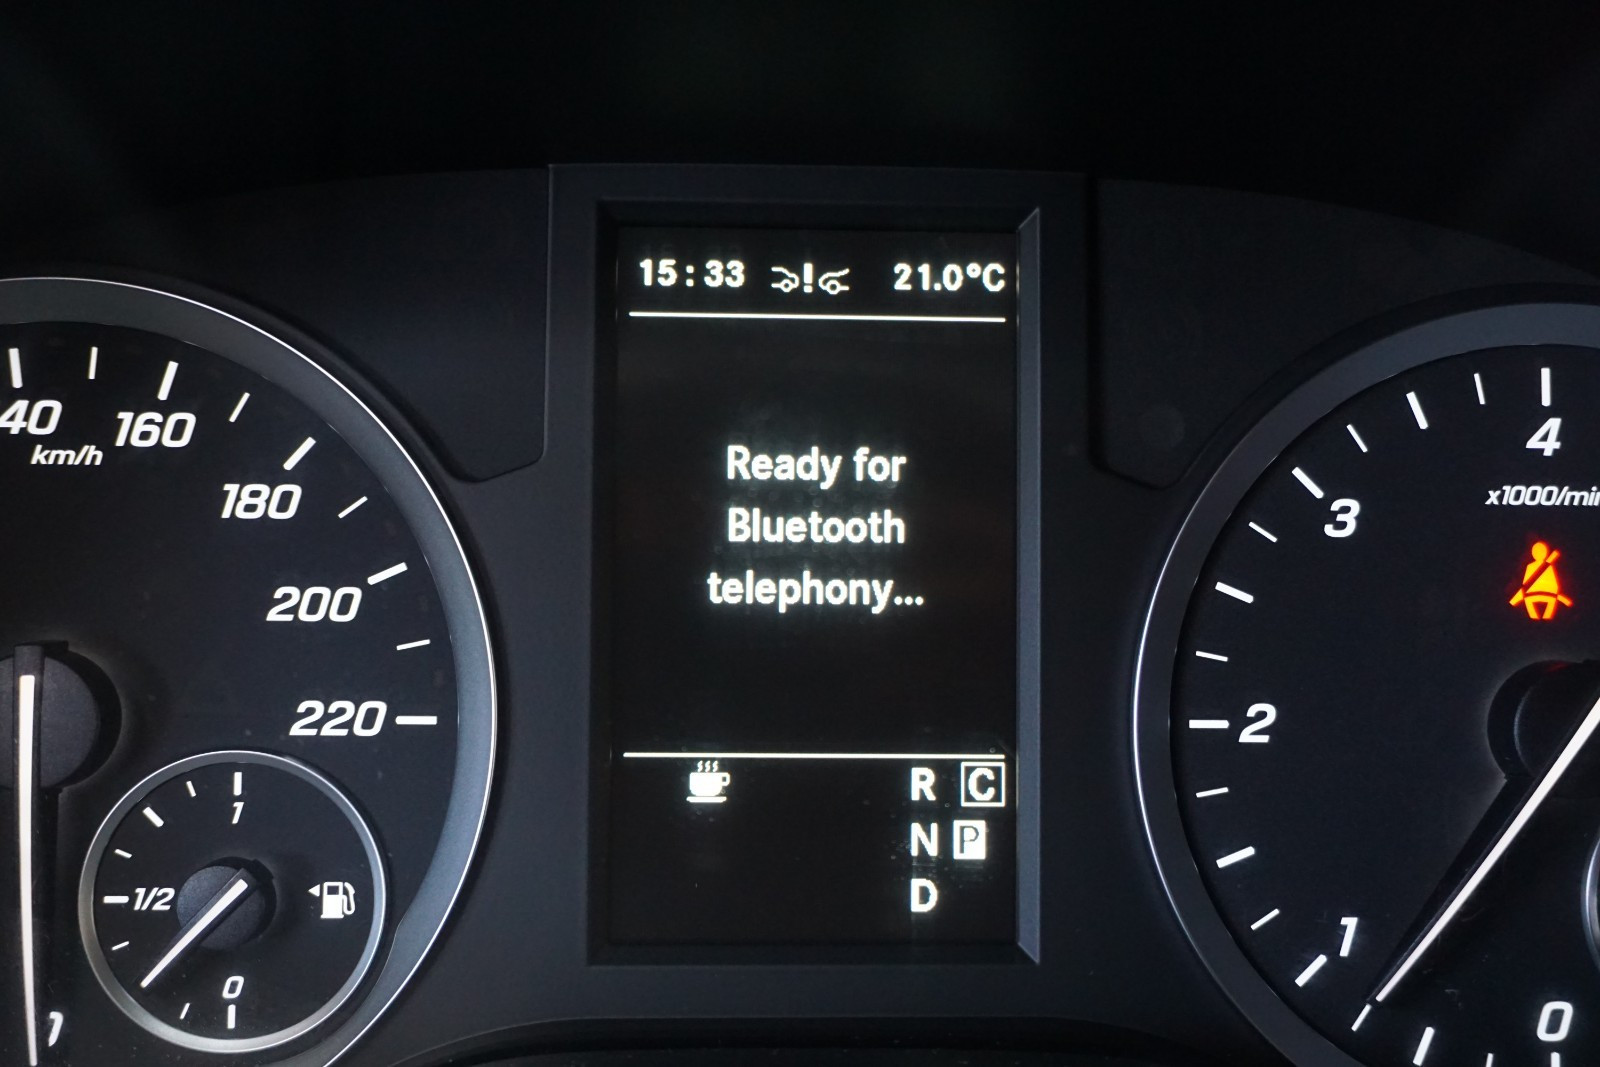 15:33 21.0°C
Ready for
Bluetooth
telephony...
R C
N P
D
40 160 180 200 220
km/h
1
1/2
0
4
3
2
1
0
x1000/min